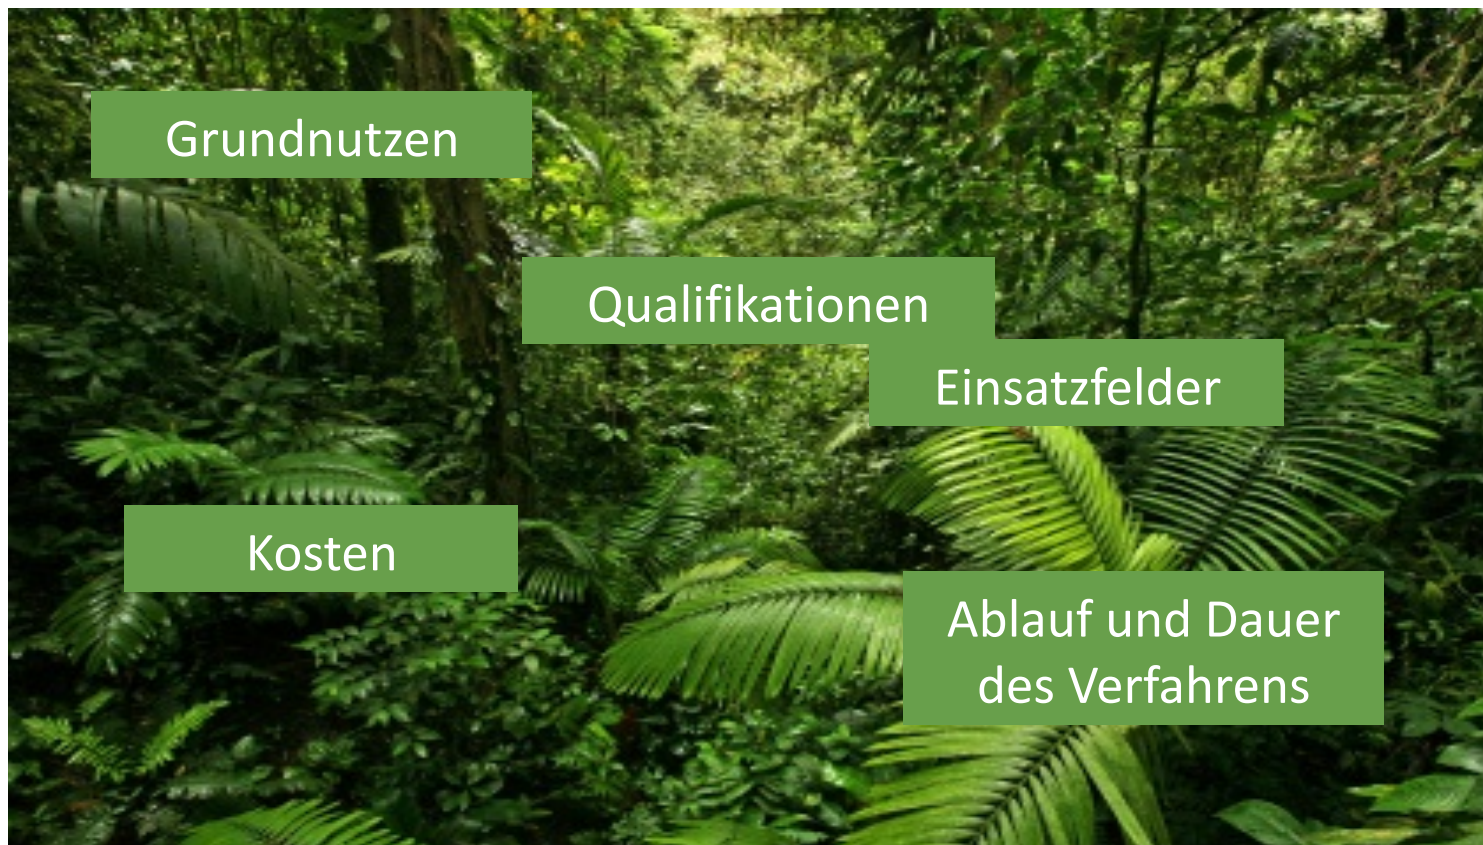 Grundnutzen
Qualifikationen
Einsatzfelder
Kosten
Ablauf und Dauer
des Verfahrens